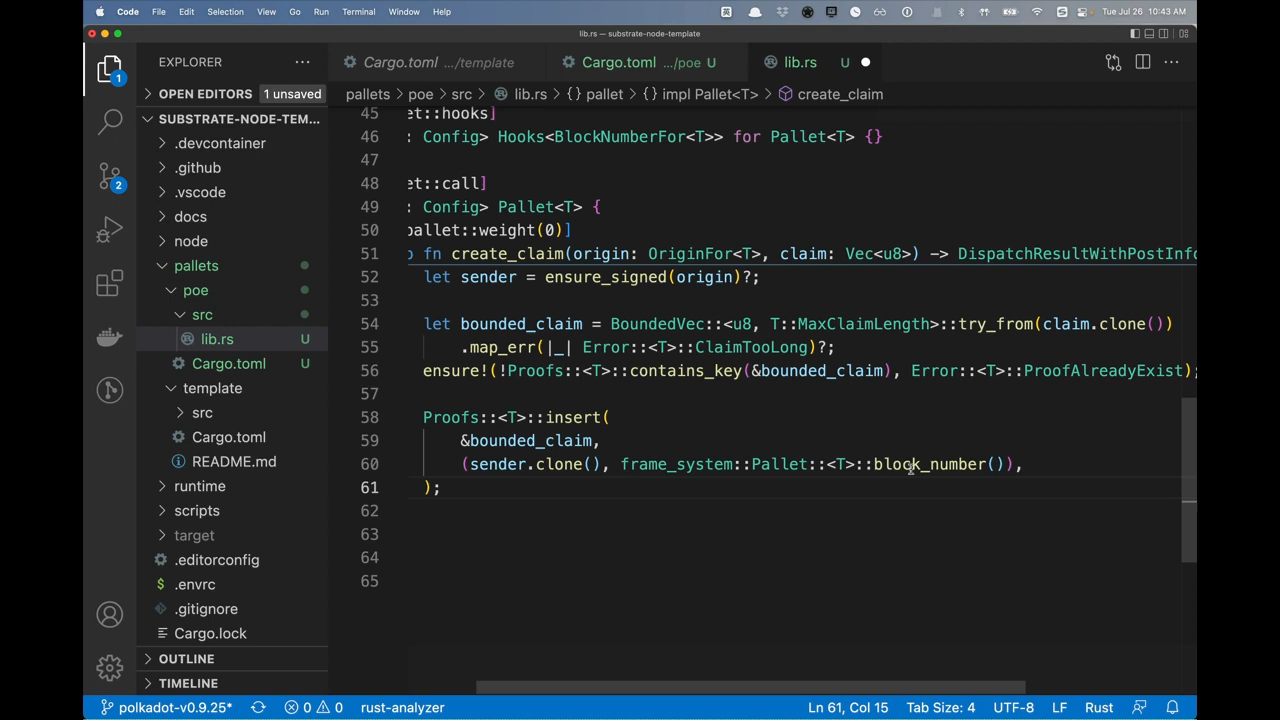 Code File Edit Selection View Go Run Terminal Window Help Tue Jul 26 10:43 AM
lib.rs — substrate-node-template
EXPLORER
Cargo.toml .../template
Cargo.toml .../poe U
lib.rs U
OPEN EDITORS 1 unsaved
pallets > poe > src > lib.rs > {} pallet > impl Pallet<T> > create_claim
SUBSTRATE-NODE-TEM...
.devcontainer
.github
.vscode
docs
node
pallets
poe
src
lib.rs U
Cargo.toml U
template
src
Cargo.toml
README.md
runtime
scripts
target
.editorconfig
.envrc
.gitignore
Cargo.lock
OUTLINE
TIMELINE
1
2
45 et::hooks]
46 : Config> Hooks<BlockNumberFor<T>> for Pallet<T> {}
47
48 et::call]
49 : Config> Pallet<T> {
50 pallet::weight(0)]
51 fn create_claim(origin: OriginFor<T>, claim: Vec<u8>) -> DispatchResultWithPostInfo
52 let sender = ensure_signed(origin)?;
53
54 let bounded_claim = BoundedVec::<u8, T::MaxClaimLength>::try_from(claim.clone())
55 .map_err(|_| Error::<T>::ClaimTooLong)?;
56 ensure!(!Proofs::<T>::contains_key(&bounded_claim), Error::<T>::ProofAlreadyExist);
57
58 Proofs::<T>::insert(
59 &bounded_claim,
60 (sender.clone(), frame_system::Pallet::<T>::block_number()),
61 );
62
63
64
65
polkadot-v0.9.25* 0 0 rust-analyzer Ln 61, Col 15 Tab Size: 4 UTF-8 LF Rust